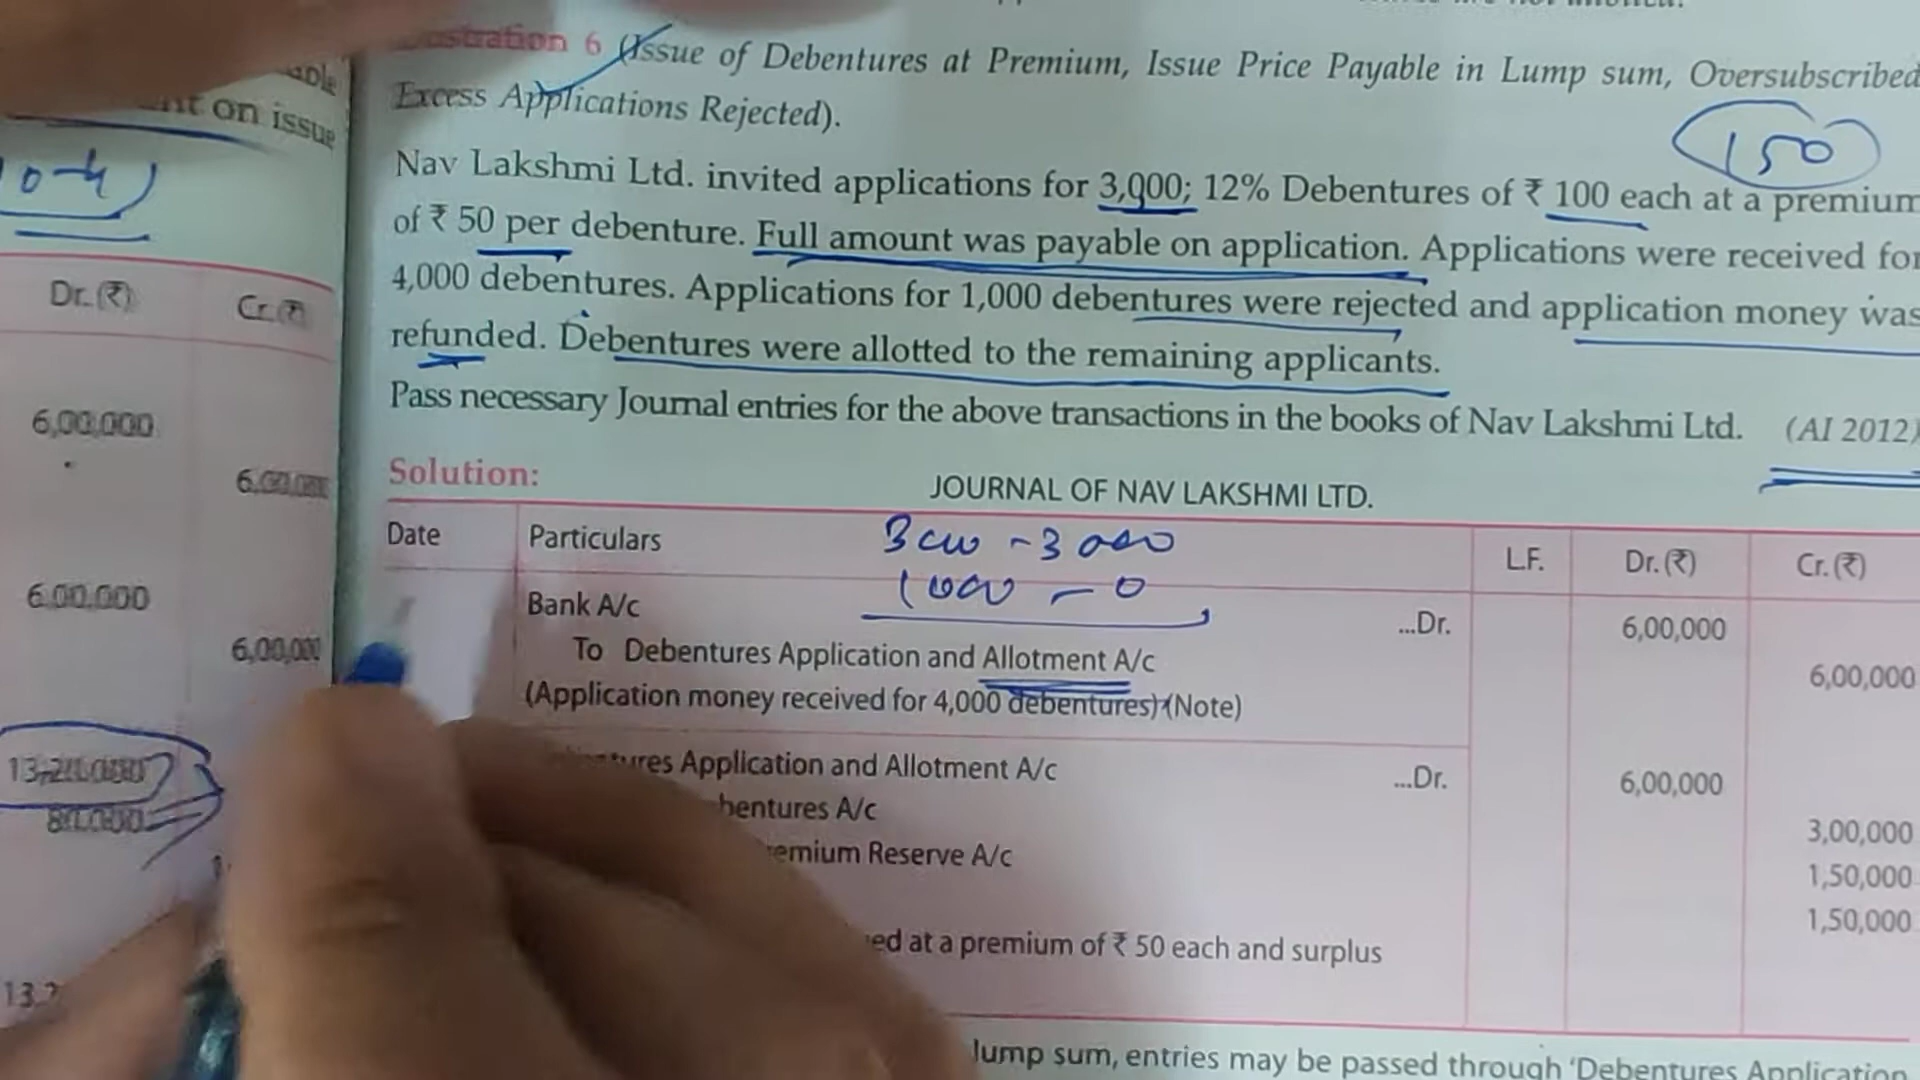 on issue
Dr. (₹)
Cr. (₹)
6,00,000
6,00,000
6,00,000
6,00,000
6 (Issue of Debentures at Premium, Issue Price Payable in Lump sum, Oversubscribed
Excess Applications Rejected).
150
Nav Lakshmi Ltd. invited applications for 3,000; 12% Debentures of ₹ 100 each at a premium
of ₹ 50 per debenture. Full amount was payable on application. Applications were received for
4,000 debentures. Applications for 1,000 debentures were rejected and application money was
refunded. Debentures were allotted to the remaining applicants.
Pass necessary Journal entries for the above transactions in the books of Nav Lakshmi Ltd. (AI 2012)
Solution:
JOURNAL OF NAV LAKSHMI LTD.
Date Particulars L.F. Dr. (₹) Cr. (₹)
3000 - 3000
1000 - 0
Bank A/c ...Dr. 6,00,000
To Debentures Application and Allotment A/c 6,00,000
(Application money received for 4,000 debentures) (Note)
Application and Allotment A/c ...Dr. 6,00,000
A/c 3,00,000
Reserve A/c 1,50,000
1,50,000
at a premium of ₹ 50 each and surplus
lump sum, entries may be passed through 'Debentures Application